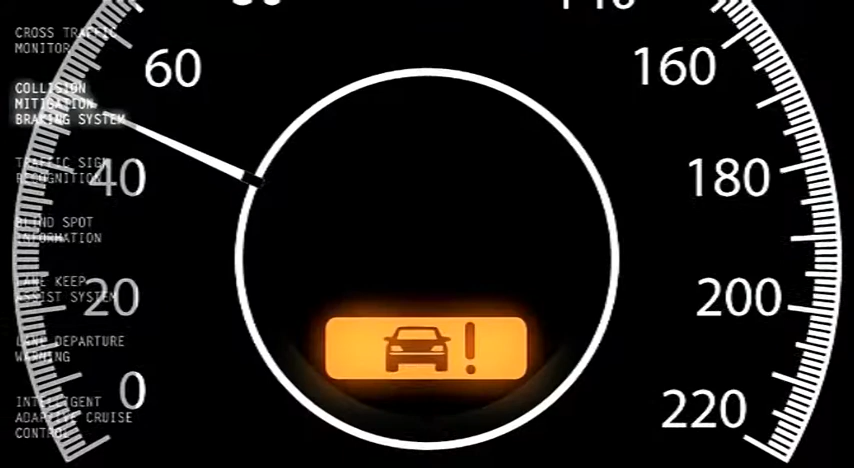 CROSS TRAFFIC
MONITOR
COLLISION
MITIGATION
BRAKING SYSTEM
TRAFFIC SIGN
RECOGNITION
BLIND SPOT
INFORMATION
LANE KEEP
ASSIST SYSTEM
LANE DEPARTURE
WARNING
INTELLIGENT
ADAPTIVE CRUISE
CONTROL
0
20
40
60
140
160
180
200
220
!